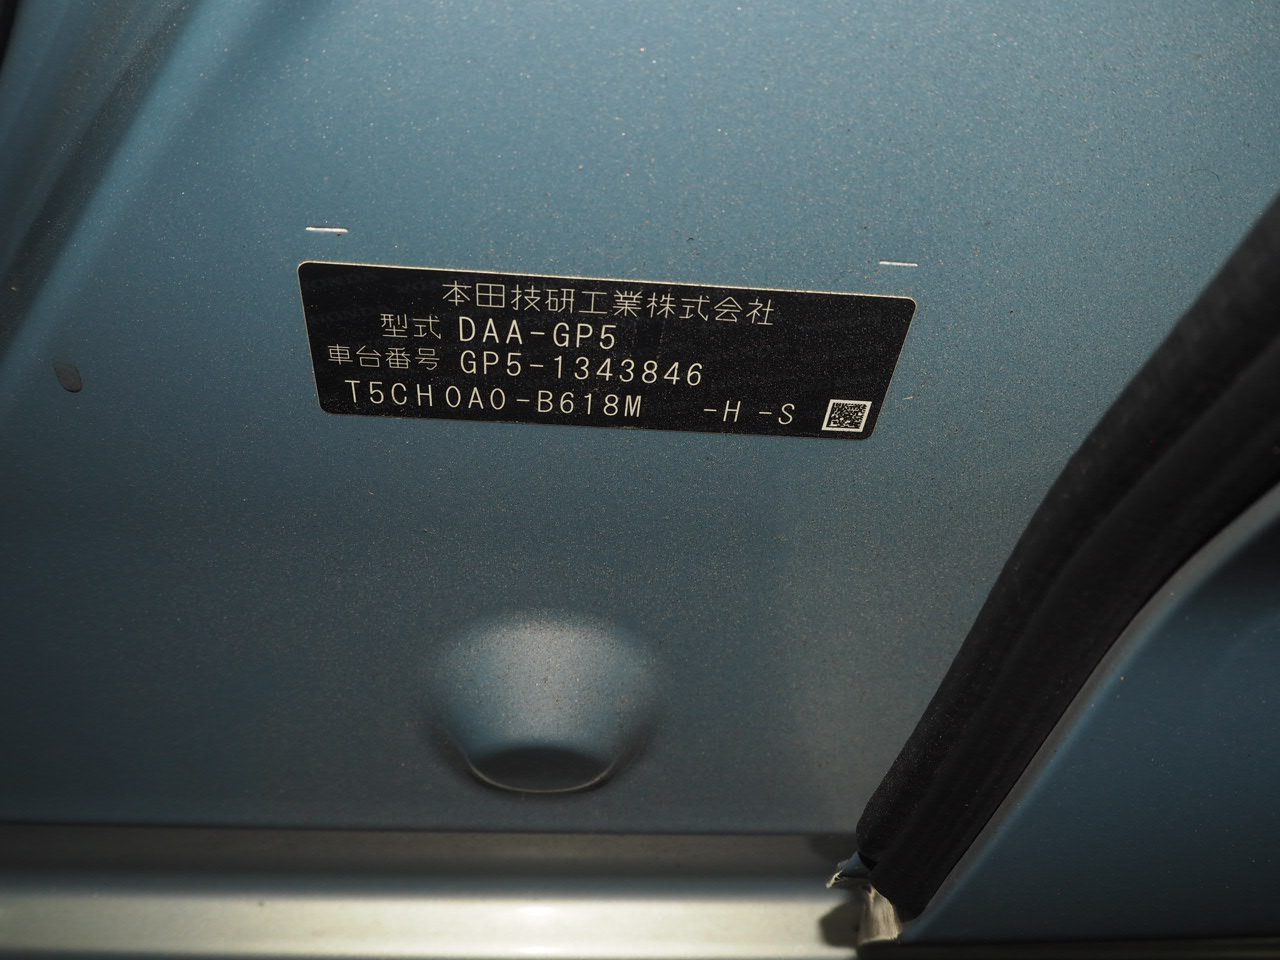 本田技研工業株式会社
型式 DAA-GP5
車台番号 GP5-1343846
T5CH0A0-B618M -H -S